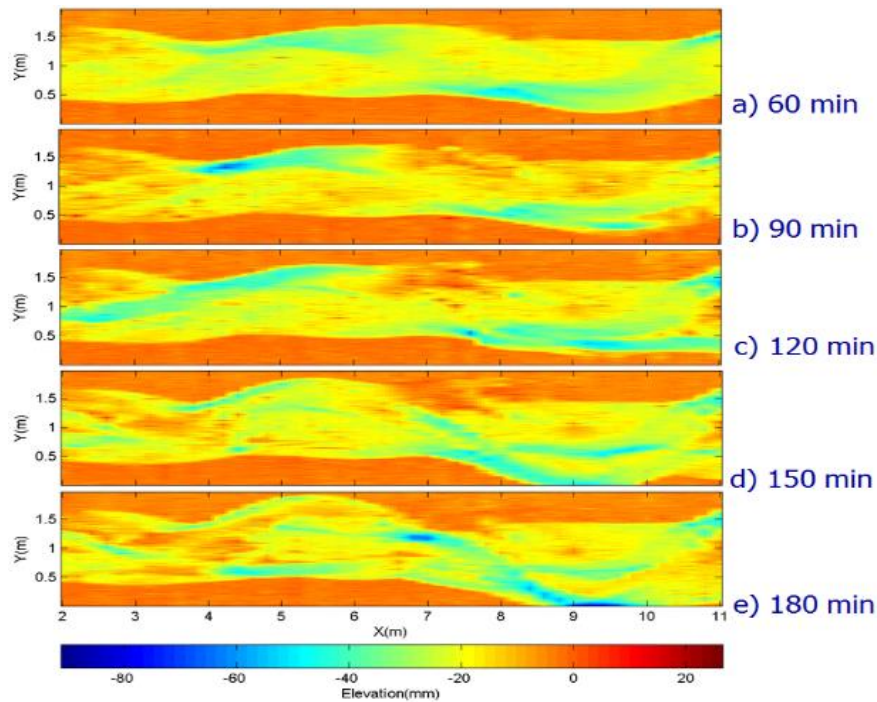 1.5
1
0.5
Y(m)
a) 60 min
1.5
1
0.5
Y(m)
b) 90 min
1.5
1
0.5
Y(m)
c) 120 min
1.5
1
0.5
Y(m)
d) 150 min
1.5
1
0.5
Y(m)
e) 180 min
2 3 4 5 6 7 8 9 10 11
X(m)
-80 -60 -40 -20 0 20
Elevation(mm)